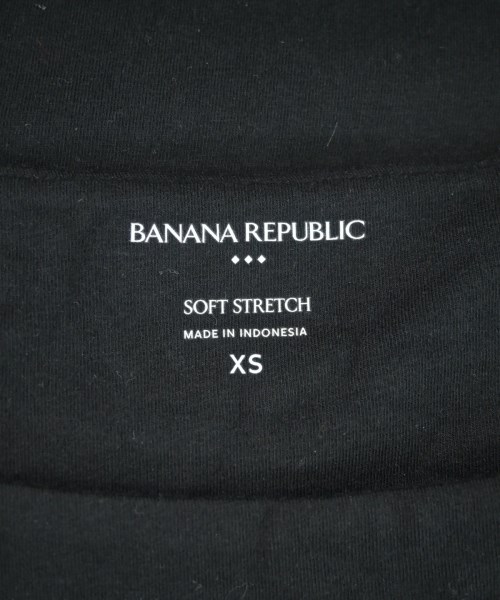 BANANA REPUBLIC
SOFT STRETCH
MADE IN INDONESIA
XS